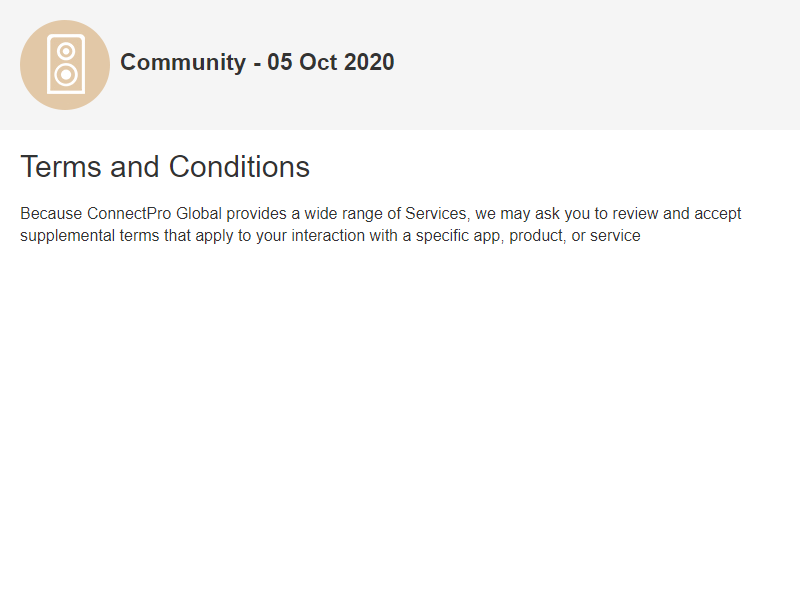 Community - 05 Oct 2020
Terms and Conditions
Because ConnectPro Global provides a wide range of Services, we may ask you to review and accept
supplemental terms that apply to your interaction with a specific app, product, or service